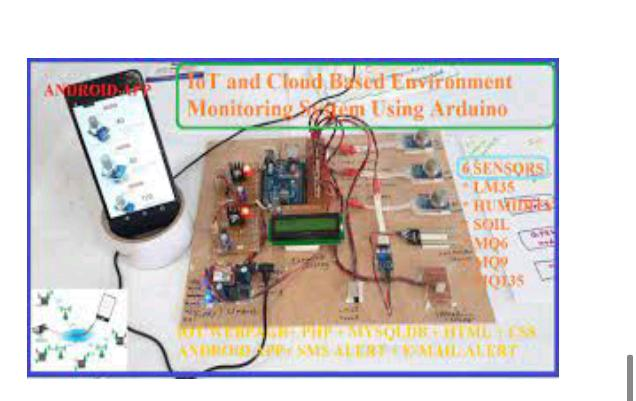 IoT and Cloud Based Environment
Monitoring System Using Arduino
ANDROID APP
6 SENSORS
* LM35
* HUMIDITY
* SOIL
* MQ6
* MQ9
* MQ135
IOT WEBPAGE= PHP + MYSQLDB + HTML + CSS
ANDROID APP+ SMS ALERT + E-MAIL ALERT